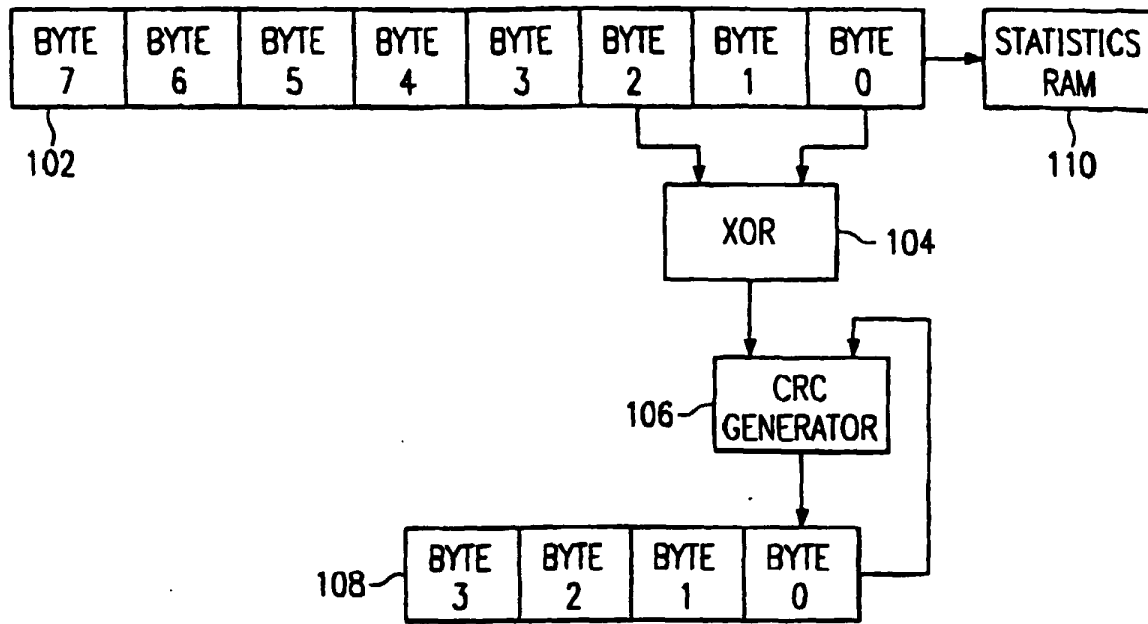 BYTE 7 BYTE 6 BYTE 5 BYTE 4 BYTE 3 BYTE 2 BYTE 1 BYTE 0 STATISTICS RAM
102
110
XOR
104
CRC
GENERATOR
106
BYTE 3 BYTE 2 BYTE 1 BYTE 0
108